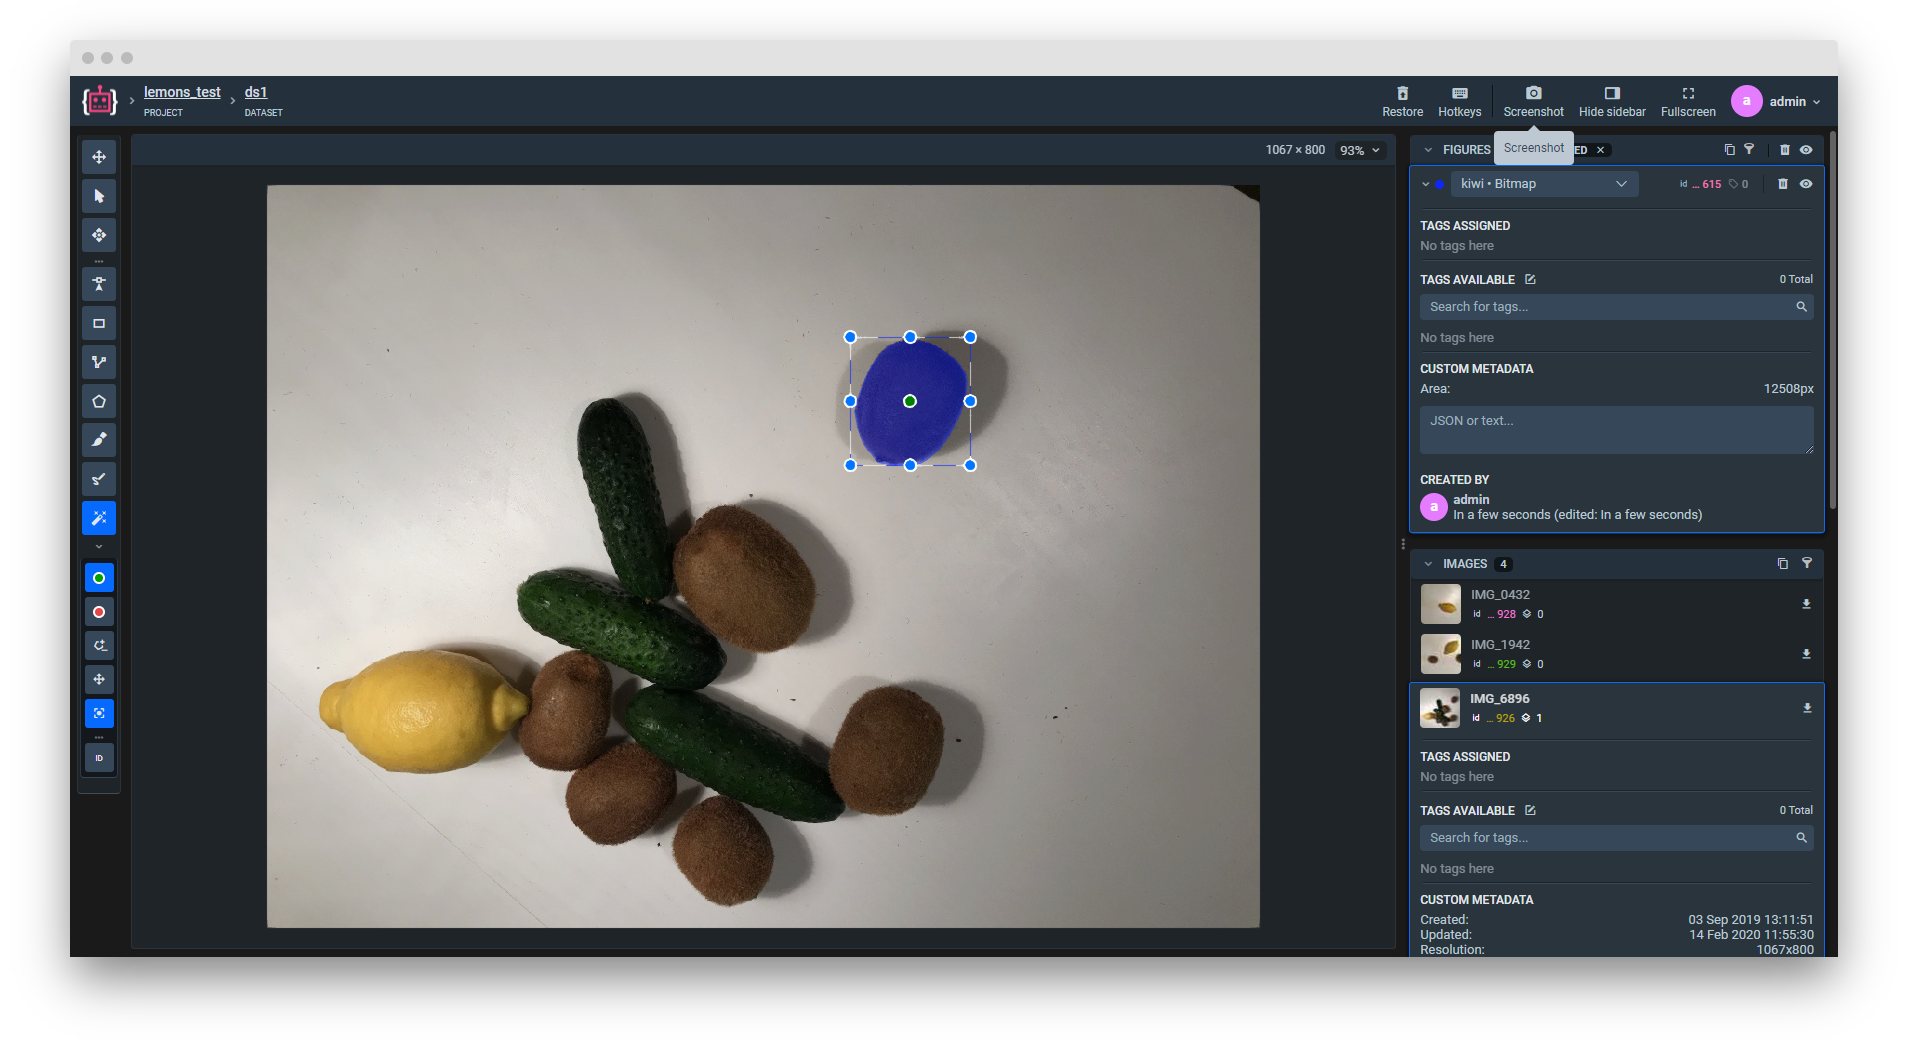 lemons_test
PROJECT
ds1
DATASET
Restore
Hotkeys
Screenshot
Hide sidebar
Fullscreen
a
admin
1067 × 800
93%
FIGURES
Screenshot
ED
kiwi • Bitmap
id ... 615 0
TAGS ASSIGNED
No tags here
TAGS AVAILABLE
0 Total
Search for tags...
No tags here
CUSTOM METADATA
Area:
12508px
JSON or text...
CREATED BY
a
admin
In a few seconds (edited: In a few seconds)
ID
IMAGES 4
IMG_0432
id ... 928 0
IMG_1942
id ... 929 0
IMG_6896
id ... 926 1
TAGS ASSIGNED
No tags here
TAGS AVAILABLE
0 Total
Search for tags...
No tags here
CUSTOM METADATA
Created:
03 Sep 2019 13:11:51
Updated:
14 Feb 2020 11:55:30
Resolution:
1067x800